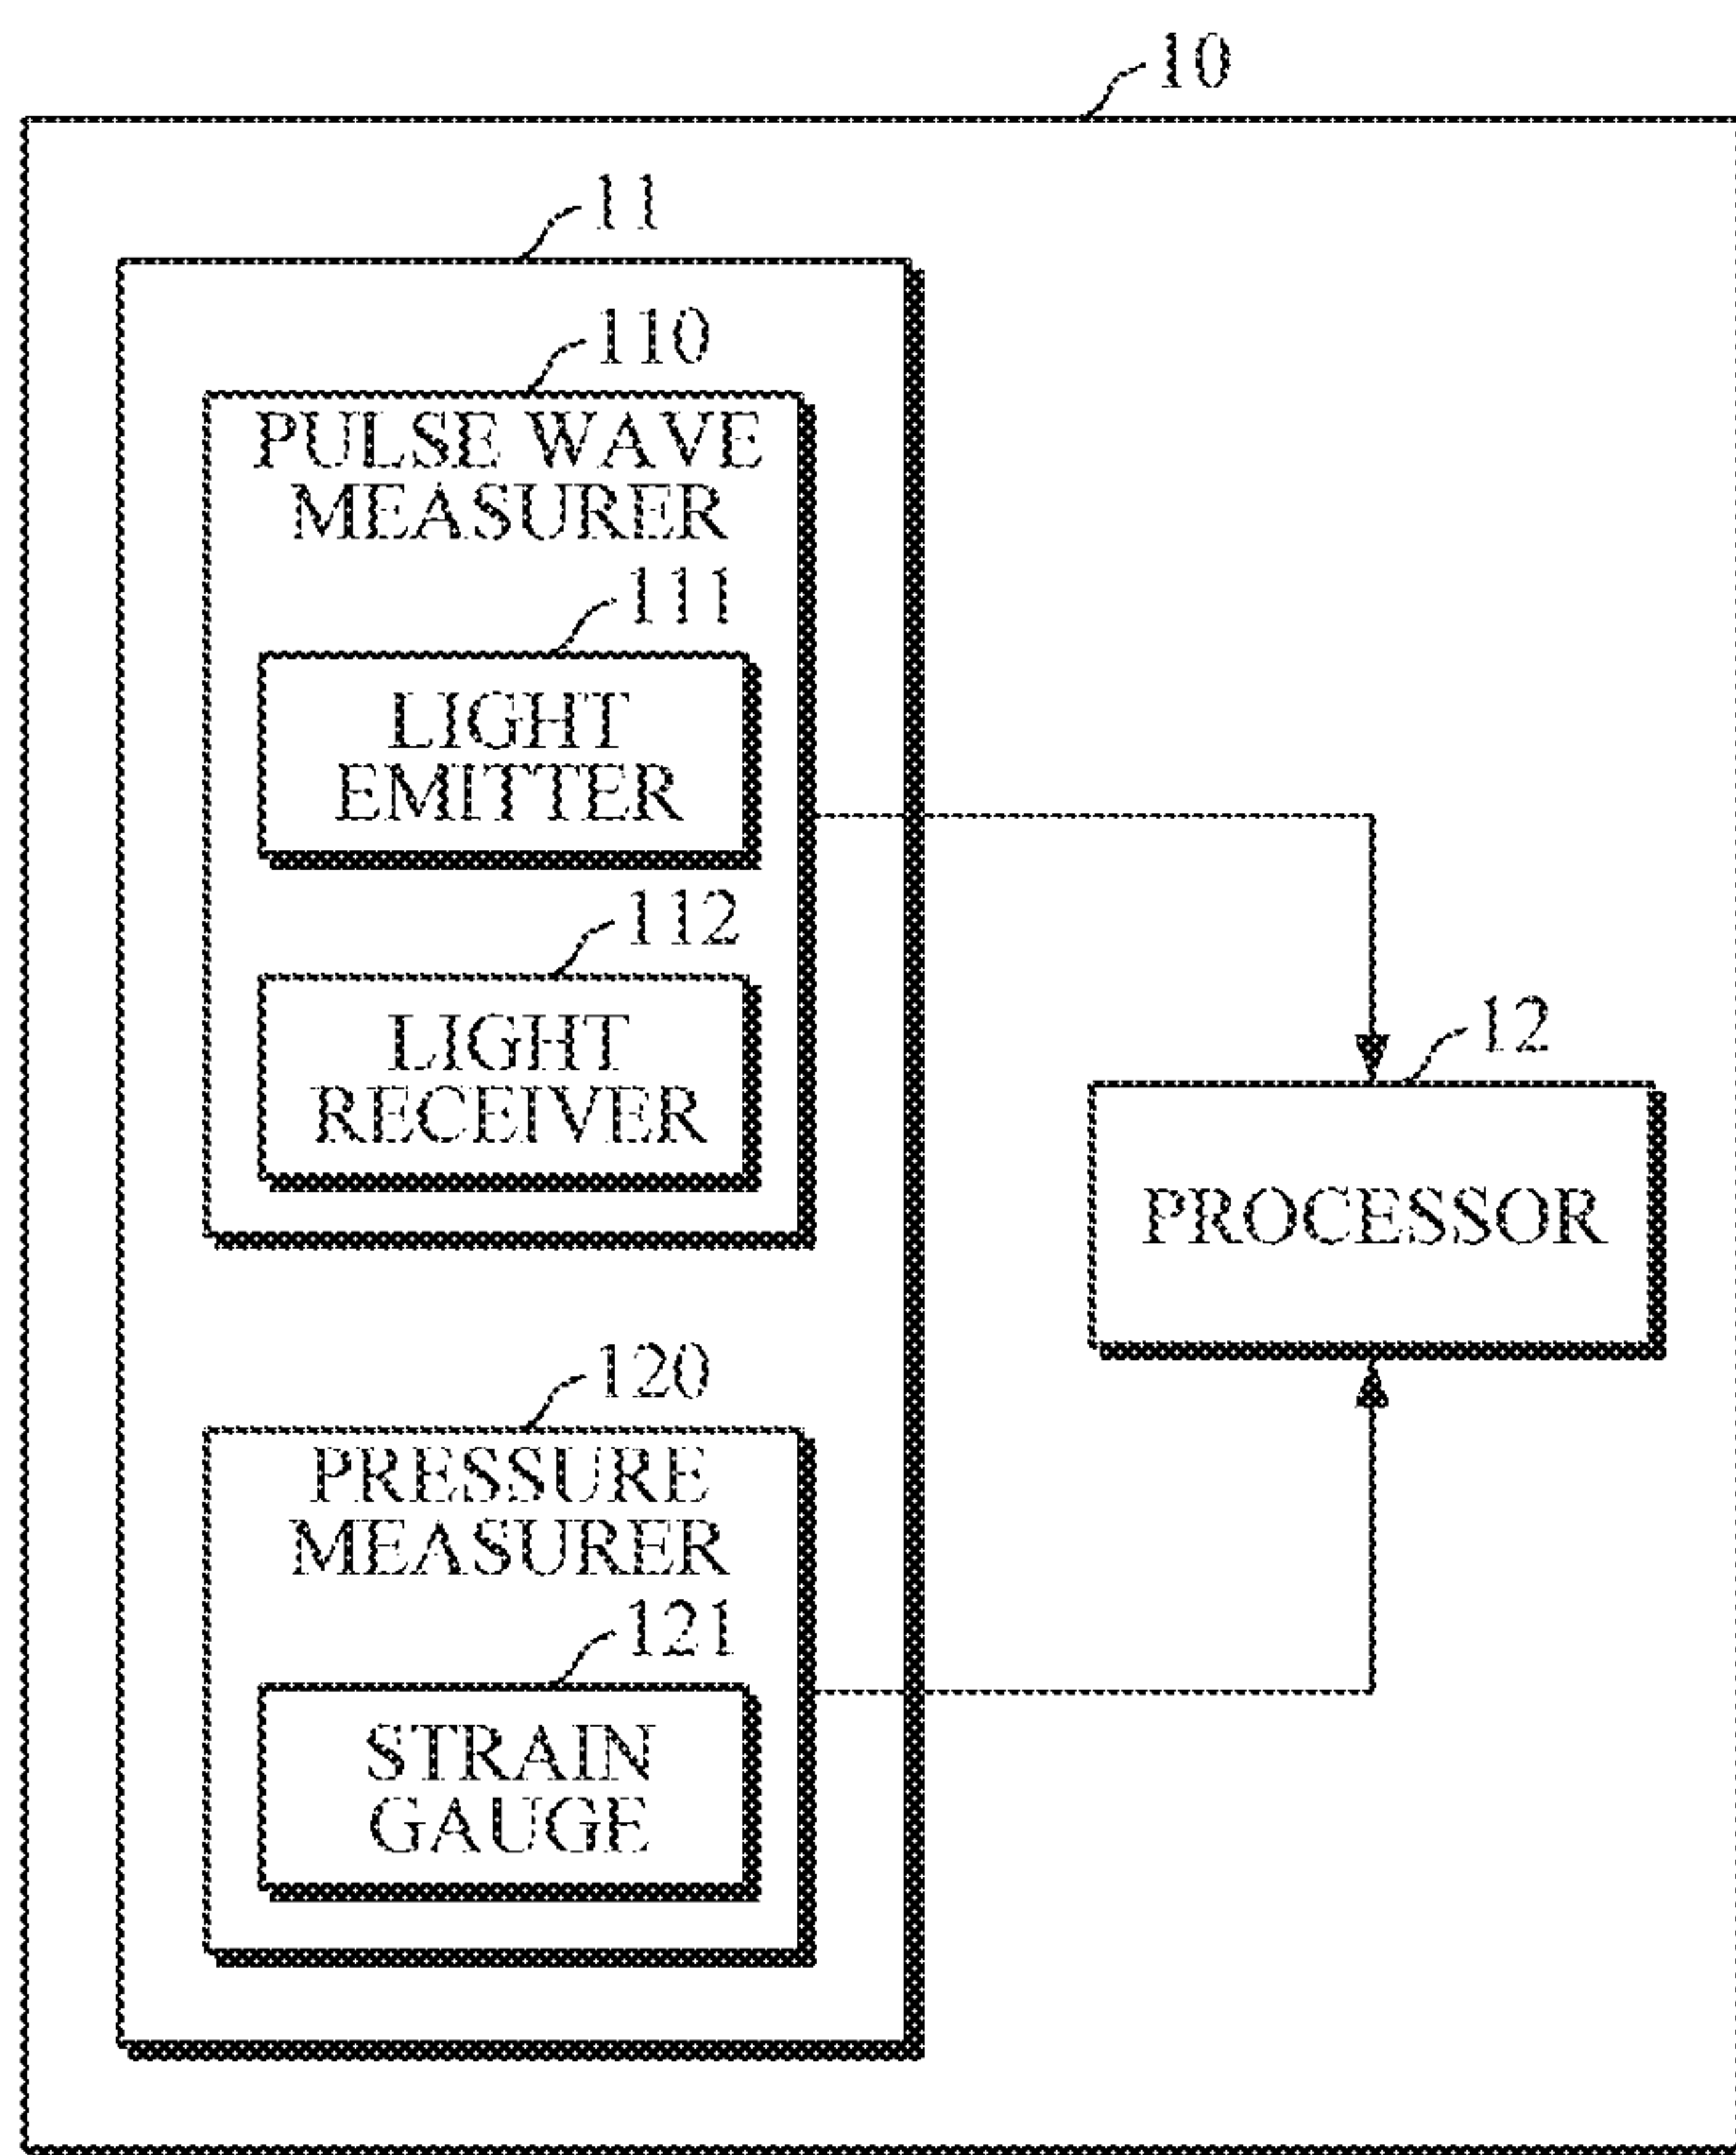 10
11
110
PULSE WAVE
MEASURER
111
LIGHT
EMITTER
112
LIGHT
RECEIVER
12
PROCESSOR
120
PRESSURE
MEASURER
121
STRAIN
GAUGE